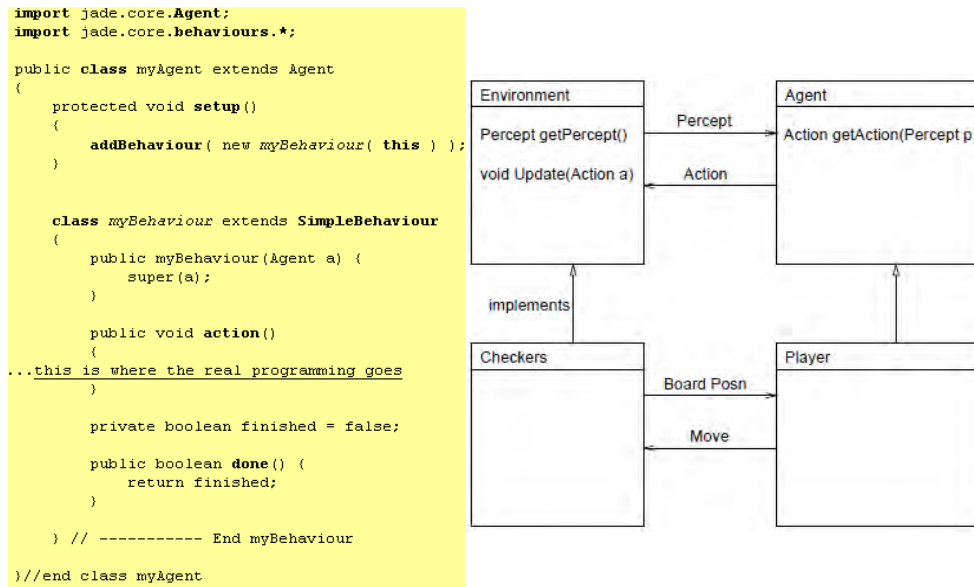 import jade.core.Agent;
import jade.core.behaviours.*;
public class myAgent extends Agent
{
protected void setup()
{
addBehaviour( new myBehaviour( this ) );
}
class myBehaviour extends SimpleBehaviour
{
public myBehaviour(Agent a) {
super(a);
}
public void action()
{
...this is where the real programming goes
}
private boolean finished = false;
public boolean done() {
return finished;
}
} // ----------- End myBehaviour
}//end class myAgent
Environment
Percept getPercept()
void Update(Action a)
Percept
Action
Agent
Action getAction(Percept p
implements
Checkers
Board Posn
Move
Player